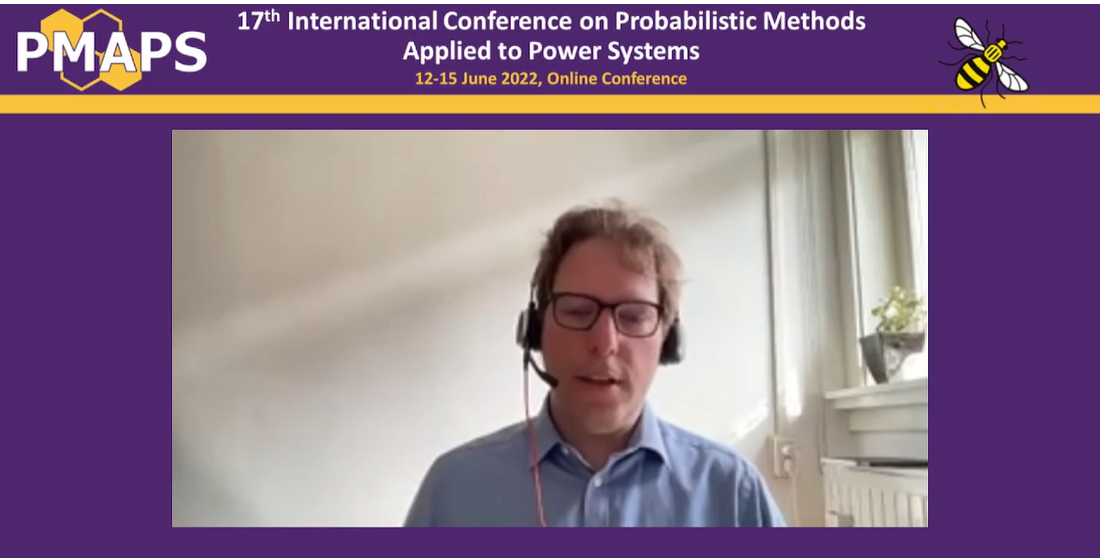 PMAPS
17th International Conference on Probabilistic Methods
Applied to Power Systems
12-15 June 2022, Online Conference